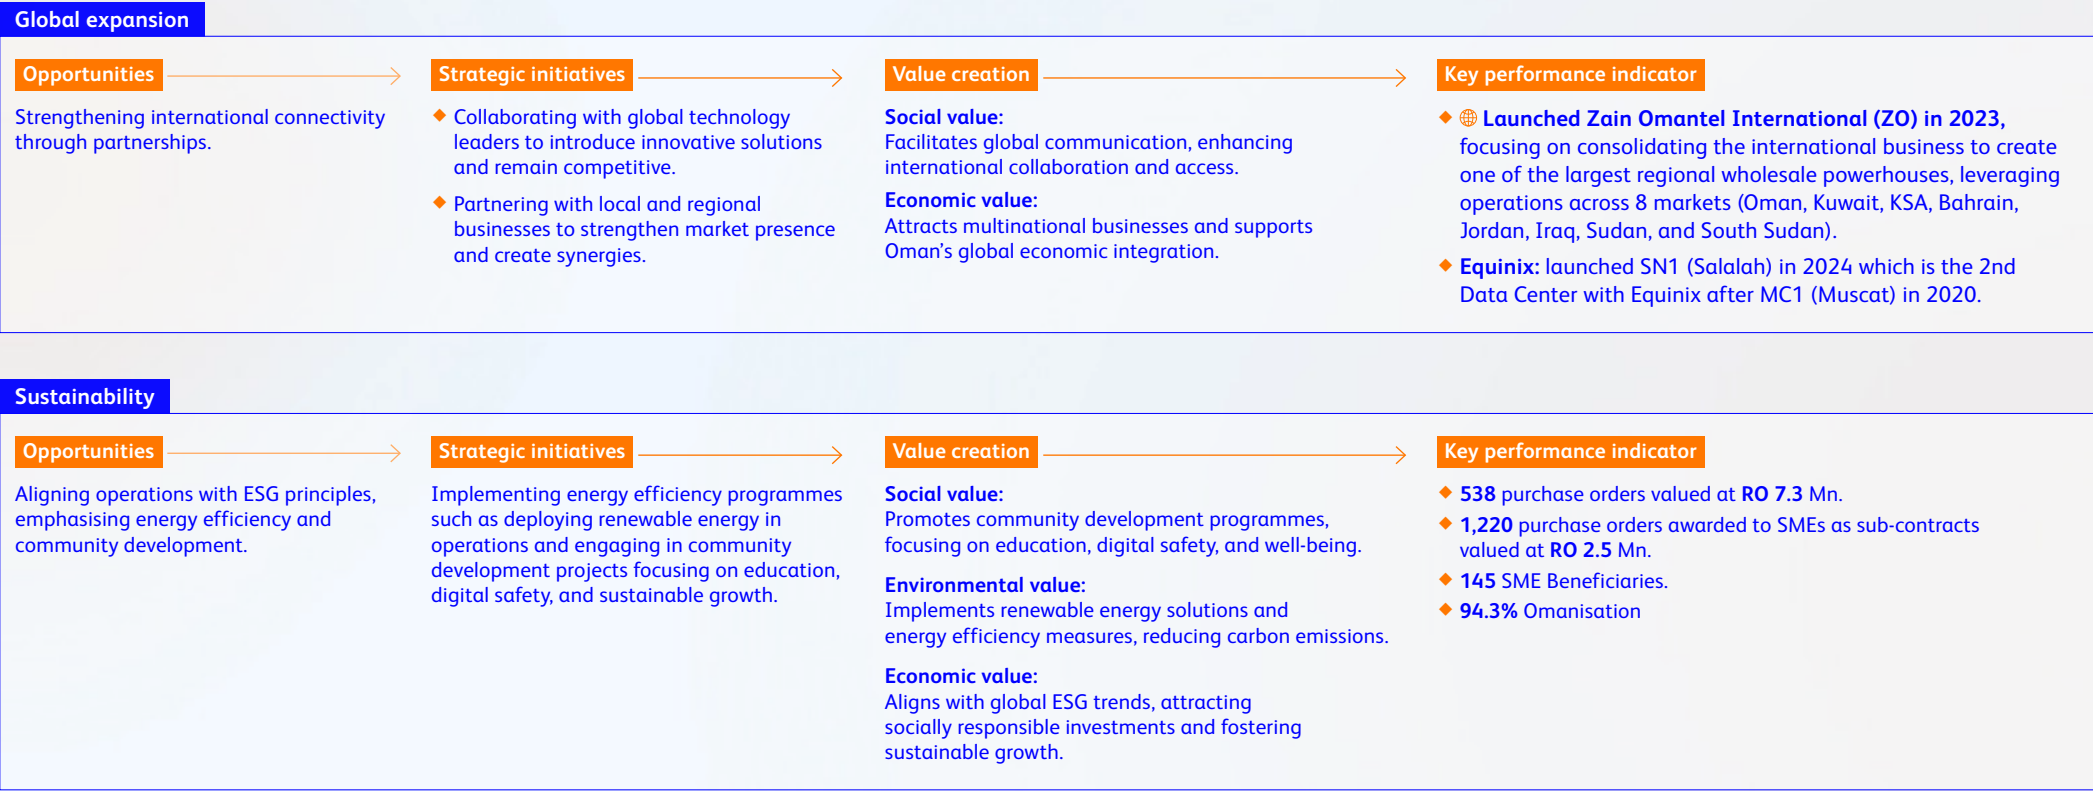 Global expansion
Opportunities
Strengthening international connectivity
through partnerships.
Strategic initiatives
Collaborating with global technology
leaders to introduce innovative solutions
and remain competitive.
Partnering with local and regional
businesses to strengthen market presence
and create synergies.
Value creation
Social value:
Facilitates global communication, enhancing
international collaboration and access.
Economic value:
Attracts multinational businesses and supports
Oman’s global economic integration.
Key performance indicator
Launched Zain Omantel International (ZO) in 2023,
focusing on consolidating the international business to create
one of the largest regional wholesale powerhouses, leveraging
operations across 8 markets (Oman, Kuwait, KSA, Bahrain,
Jordan, Iraq, Sudan, and South Sudan).
Equinix: launched SN1 (Salalah) in 2024 which is the 2nd
Data Center with Equinix after MC1 (Muscat) in 2020.
Sustainability
Opportunities
Aligning operations with ESG principles,
emphasising energy efficiency and
community development.
Strategic initiatives
Implementing energy efficiency programmes
such as deploying renewable energy in
operations and engaging in community
development projects focusing on education,
digital safety, and sustainable growth.
Value creation
Social value:
Promotes community development programmes,
focusing on education, digital safety, and well-being.
Environmental value:
Implements renewable energy solutions and
energy efficiency measures, reducing carbon emissions.
Economic value:
Aligns with global ESG trends, attracting
socially responsible investments and fostering
sustainable growth.
Key performance indicator
538 purchase orders valued at RO 7.3 Mn.
1,220 purchase orders awarded to SMEs as sub-contracts
valued at RO 2.5 Mn.
145 SME Beneficiaries.
94.3% Omanisation